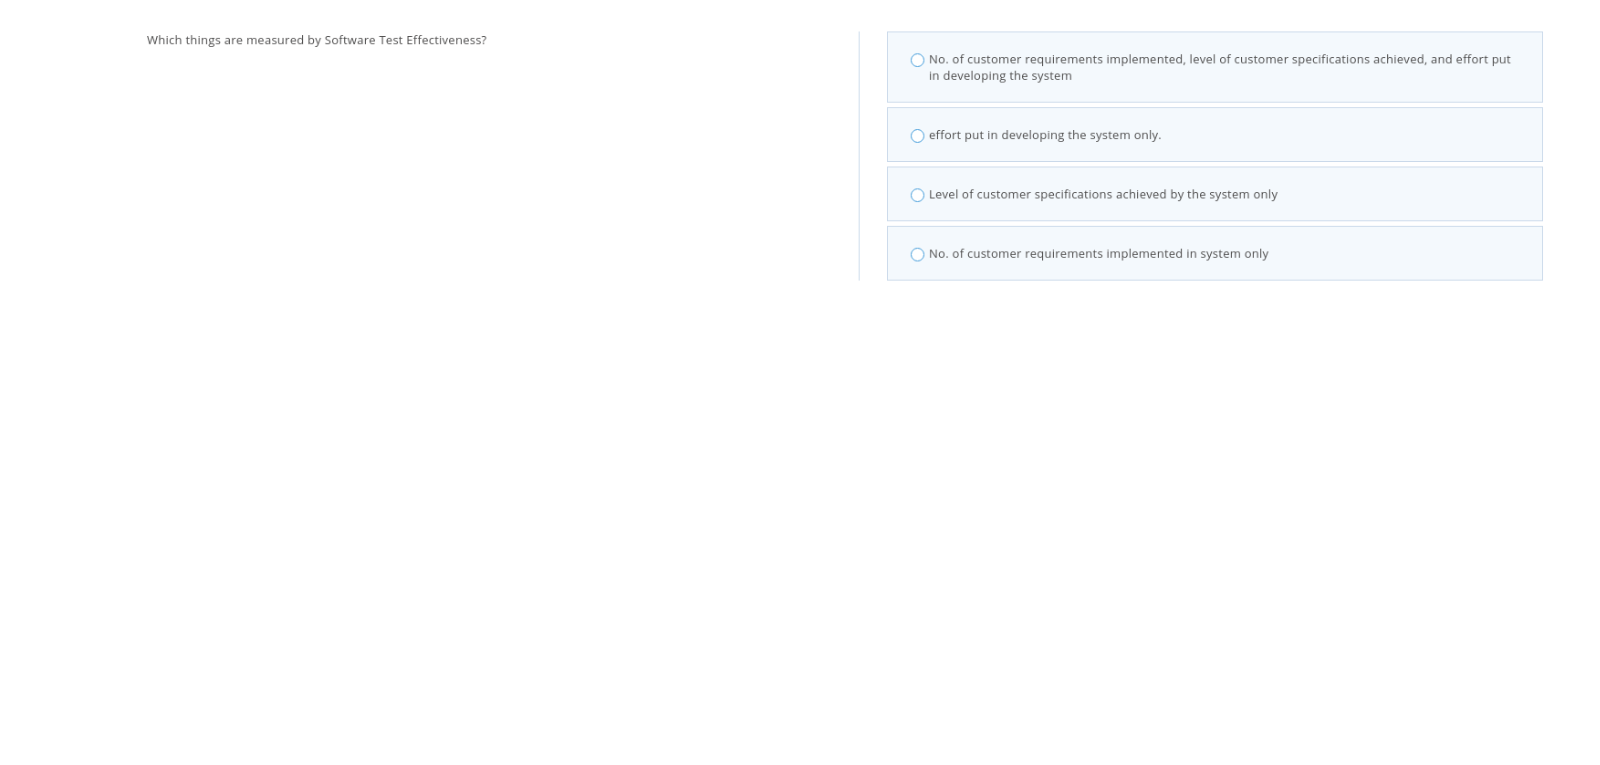 Which things are measured by Software Test Effectiveness?
No. of customer requirements implemented, level of customer specifications achieved, and effort put
in developing the system
effort put in developing the system only.
Level of customer specifications achieved by the system only
No. of customer requirements implemented in system only